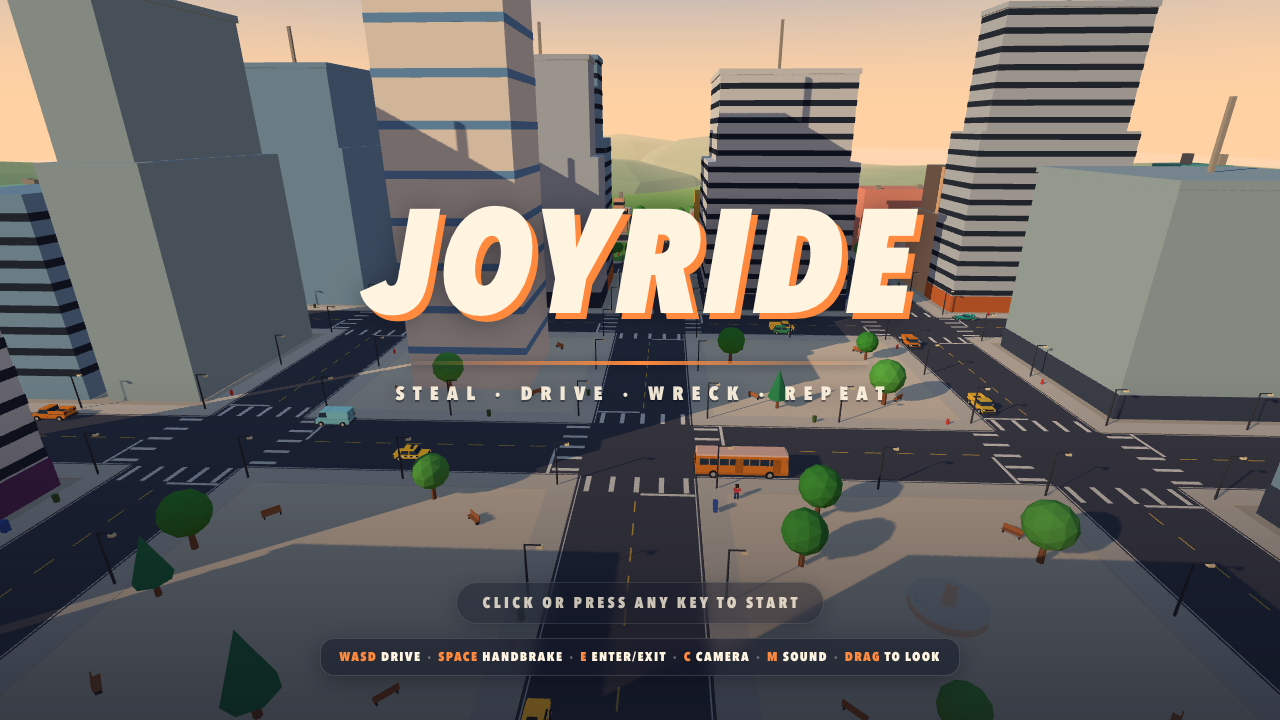 JOYRIDE
STEAL · DRIVE · WRECK · REPEAT
CLICK OR PRESS ANY KEY TO START
WASD DRIVE · SPACE HANDBRAKE · E ENTER/EXIT · C CAMERA · M SOUND · DRAG TO LOOK